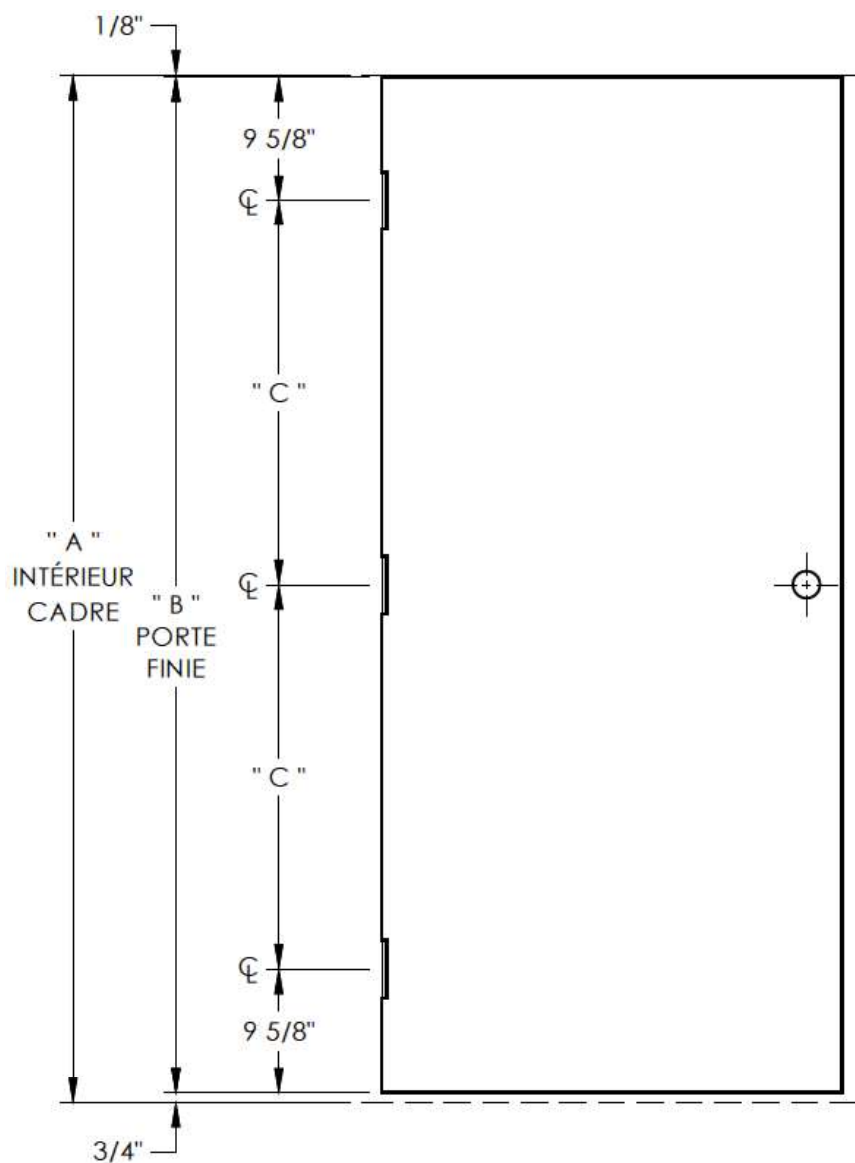 1/8"
9 5/8"
℄
" C "
" A "
INTÉRIEUR
CADRE
℄
" B "
PORTE
FINIE
" C "
℄
9 5/8"
3/4"